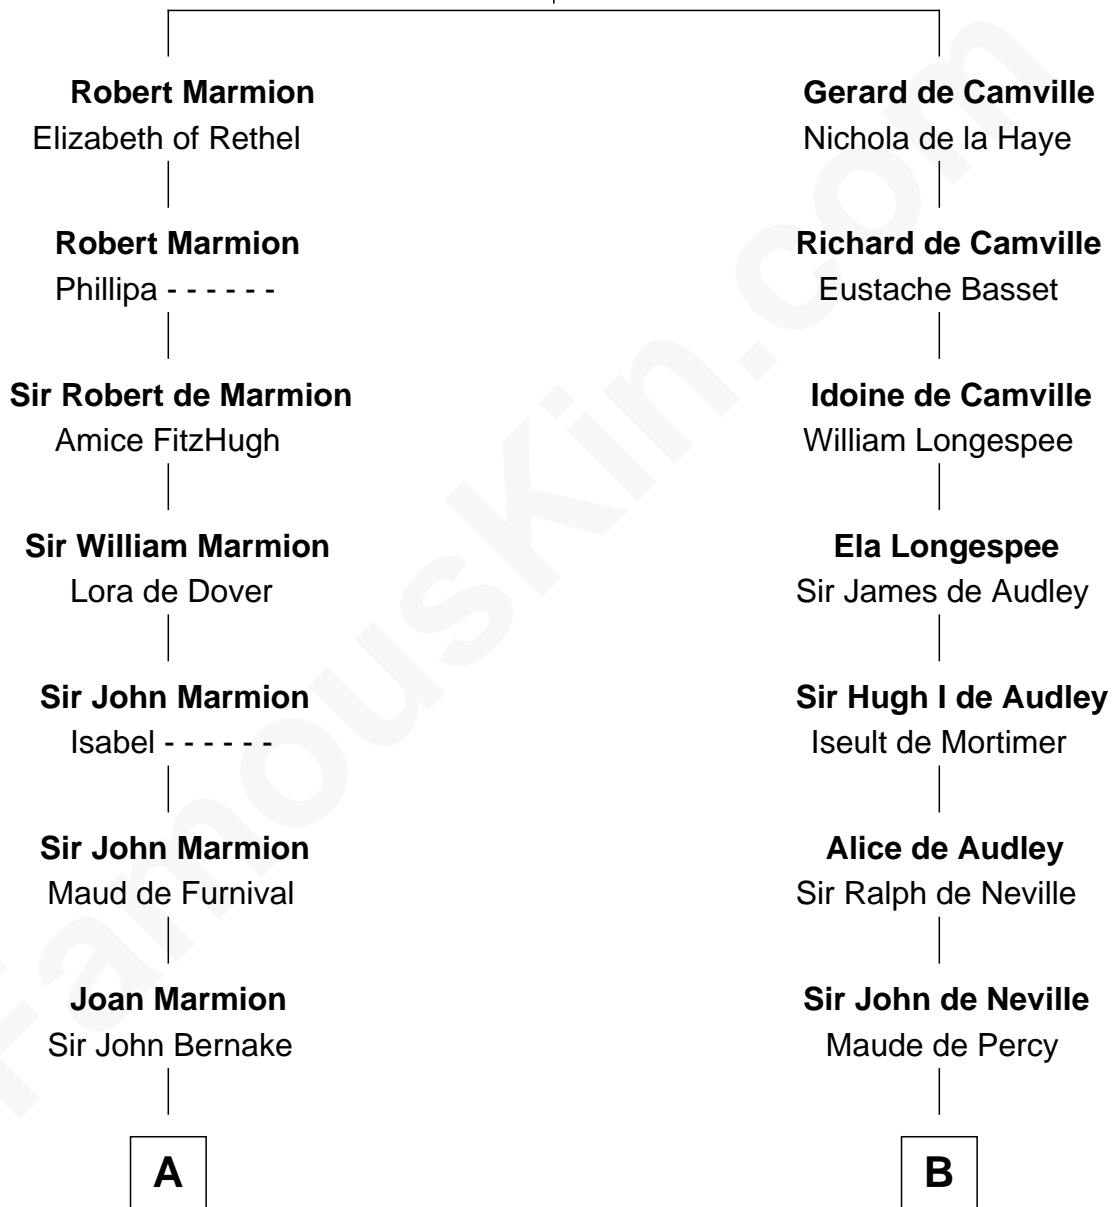 Robert Marmion
Elizabeth of Rethel
Robert Marmion
Phillipa - - - - - -
Sir Robert de Marmion
Amice FitzHugh
Sir William Marmion
Lora de Dover
Sir John Marmion
Isabel - - - - - -
Sir John Marmion
Maud de Furnival
Joan Marmion
Sir John Bernake
A
Gerard de Camville
Nichola de la Haye
Richard de Camville
Eustache Basset
Idoine de Camville
William Longespee
Ela Longespee
Sir James de Audley
Sir Hugh I de Audley
Iseult de Mortimer
Alice de Audley
Sir Ralph de Neville
Sir John de Neville
Maude de Percy
B
FamousKin.com